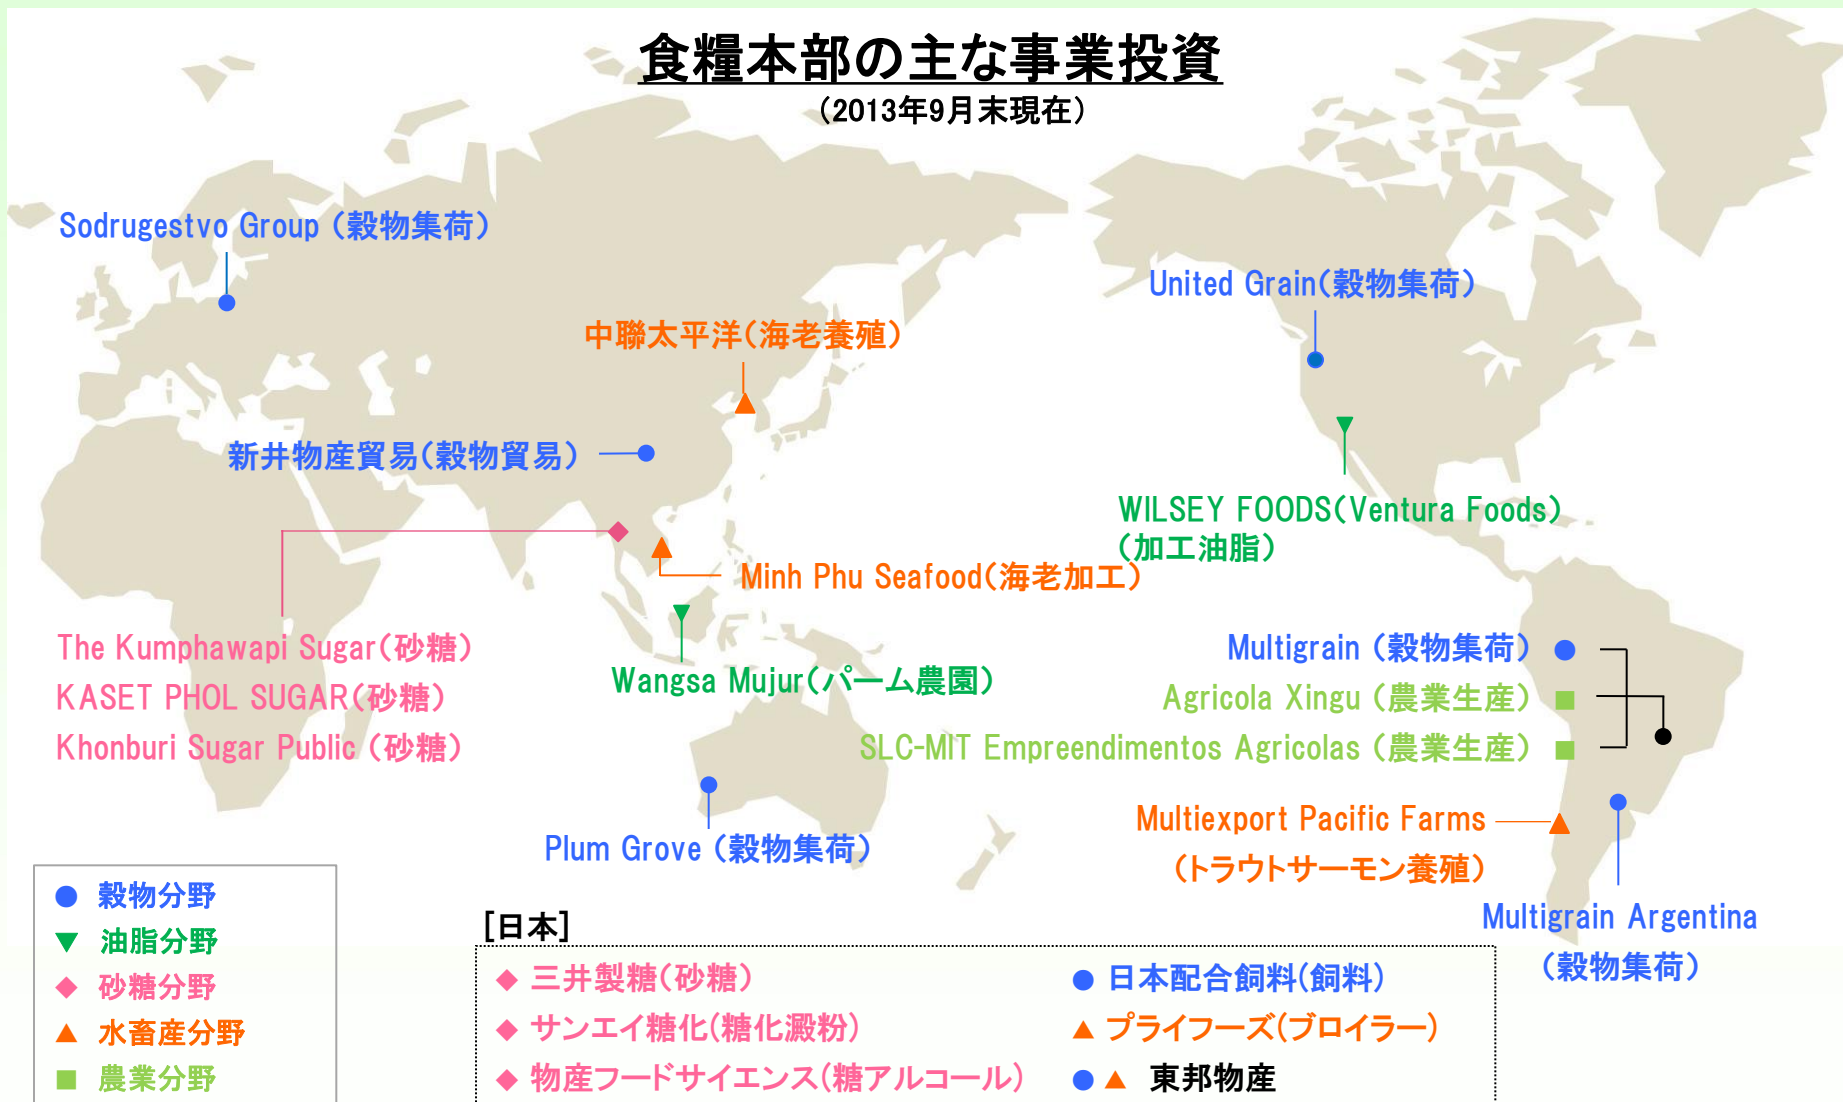 食糧本部の主な事業投資
（2013年9月末現在）
Sodrugestvo Group（穀物集荷）
United Grain（穀物集荷）
中聯太平洋（海老養殖）
新井物産貿易（穀物貿易）
WILSEY FOODS（Ventura Foods）
（加工油脂）
Minh Phu Seafood（海老加工）
The Kumphawapi Sugar（砂糖）
KASET PHOL SUGAR（砂糖）
Khonburi Sugar Public（砂糖）
Wangsa Mujur（パーム農園）
Multigrain（穀物集荷）
Agricola Xingu（農業生産）
SLC-MIT Empreendimentos Agricolas（農業生産）
Plum Grove（穀物集荷）
Multiexport Pacific Farms
（トラウトサーモン養殖）
Multigrain Argentina
（穀物集荷）
穀物分野
油脂分野
砂糖分野
水畜産分野
農業分野
[日本]
三井製糖（砂糖）
サンエイ糖化(糖化澱粉)
物産フードサイエンス(糖アルコール)
日本配合飼料(飼料)
プライフーズ(ブロイラー)
東邦物産